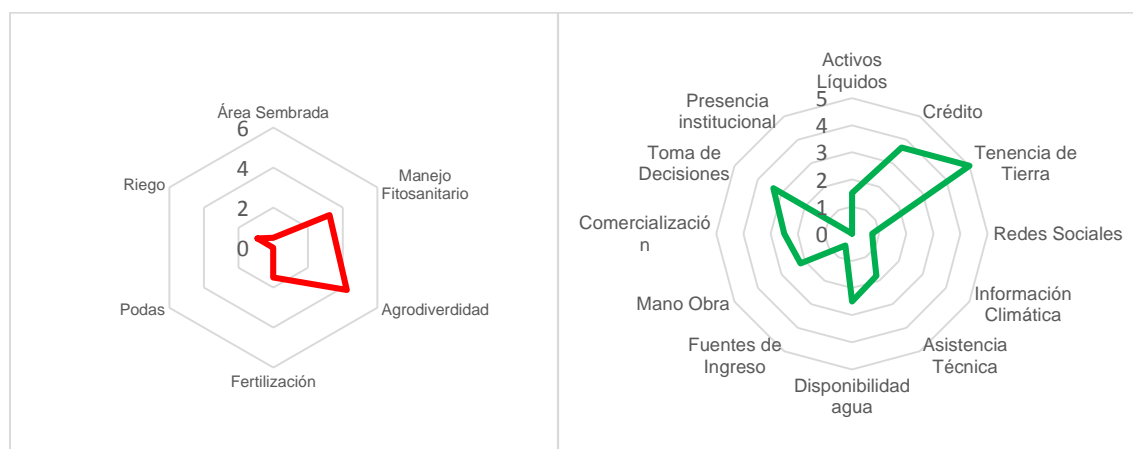 Área Sembrada
6
4
2
0
Manejo
Fitosanitario
Agrodiverdidad
Fertilización
Podas
Riego
Activos
Líquidos
5
4
3
2
1
0
Crédito
Tenencia de
Tierra
Redes Sociales
Información
Climática
Asistencia
Técnica
Disponibilidad
agua
Fuentes de
Ingreso
Mano Obra
Comercializació
n
Toma de
Decisiones
Presencia
institucional